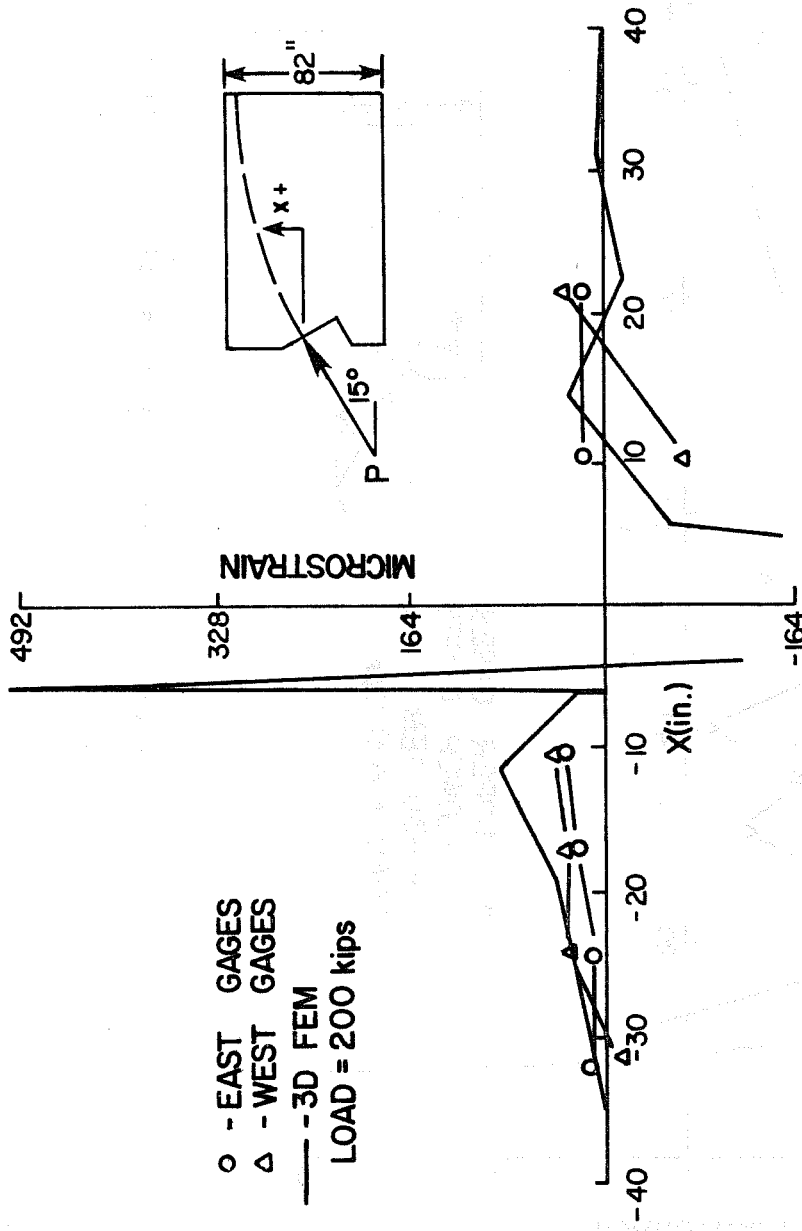 492
328
164
-164
MICROSTRAIN
X(in.)
-40
-30
-20
-10
10
20
30
40
O - EAST GAGES
Δ - WEST GAGES
—— - 3D FEM
LOAD = 200 kips
82"
X +
15°
P